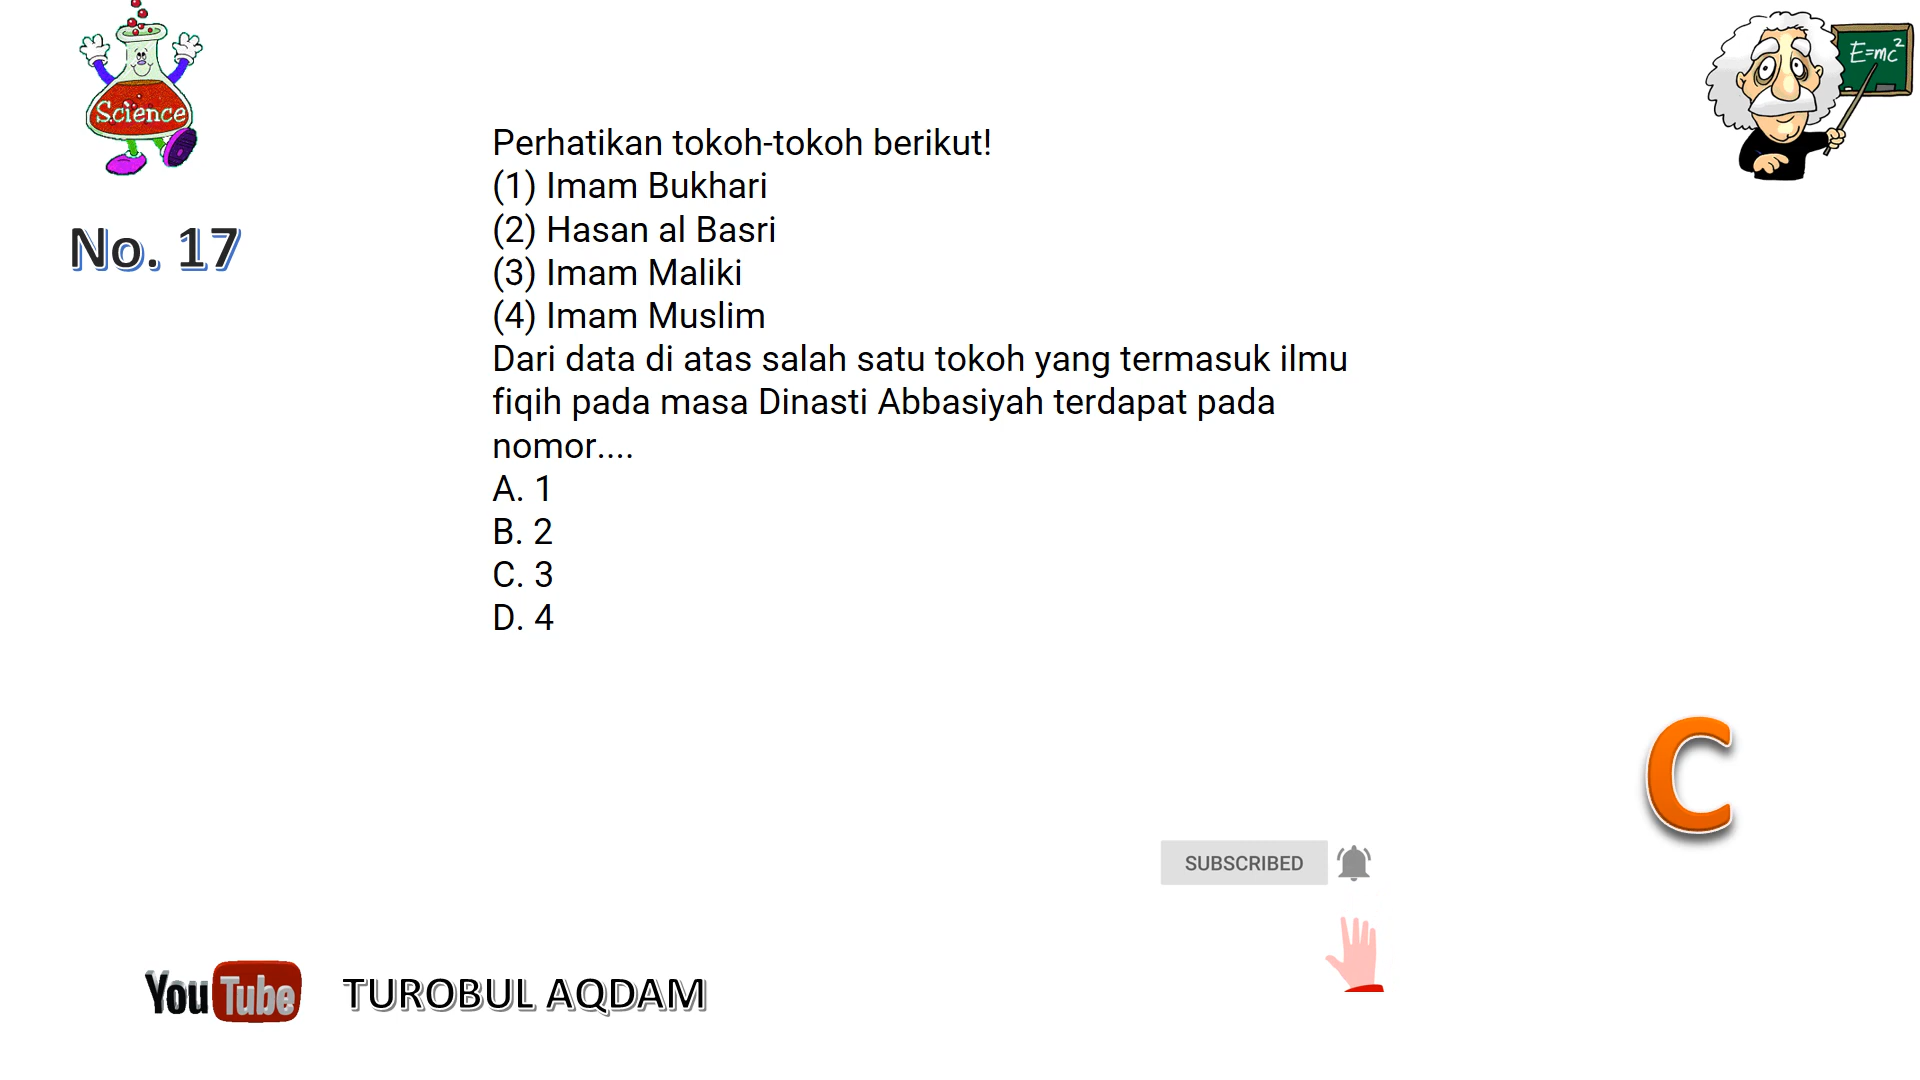 Science
E=mc²
No. 17
Perhatikan tokoh-tokoh berikut!
(1) Imam Bukhari
(2) Hasan al Basri
(3) Imam Maliki
(4) Imam Muslim
Dari data di atas salah satu tokoh yang termasuk ilmu
fiqih pada masa Dinasti Abbasiyah terdapat pada
nomor....
A. 1
B. 2
C. 3
D. 4
C
SUBSCRIBED
YouTube
TUROBUL AQDAM